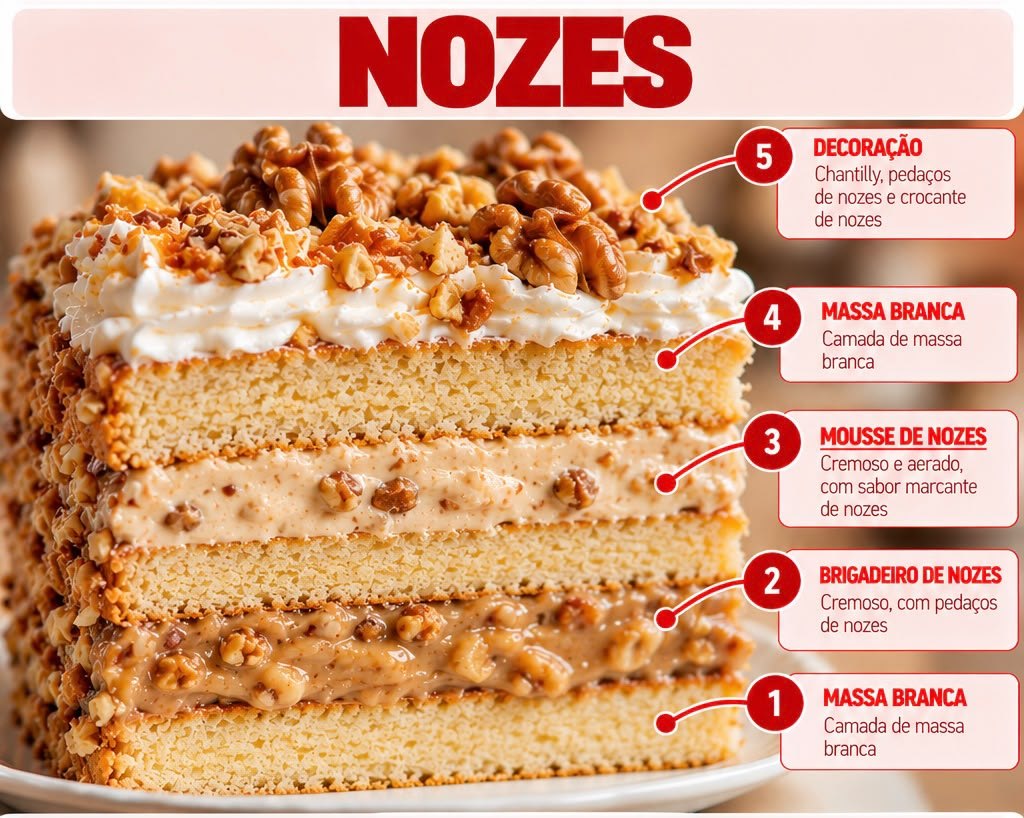 NOZES
5
DECORAÇÃO
Chantilly, pedaços
de nozes e crocante
de nozes
4
MASSA BRANCA
Camada de massa
branca
3
MOUSSE DE NOZES
Cremoso e aerado,
com sabor marcante
de nozes
2
BRIGADEIRO DE NOZES
Cremoso, com pedaços
de nozes
1
MASSA BRANCA
Camada de massa
branca